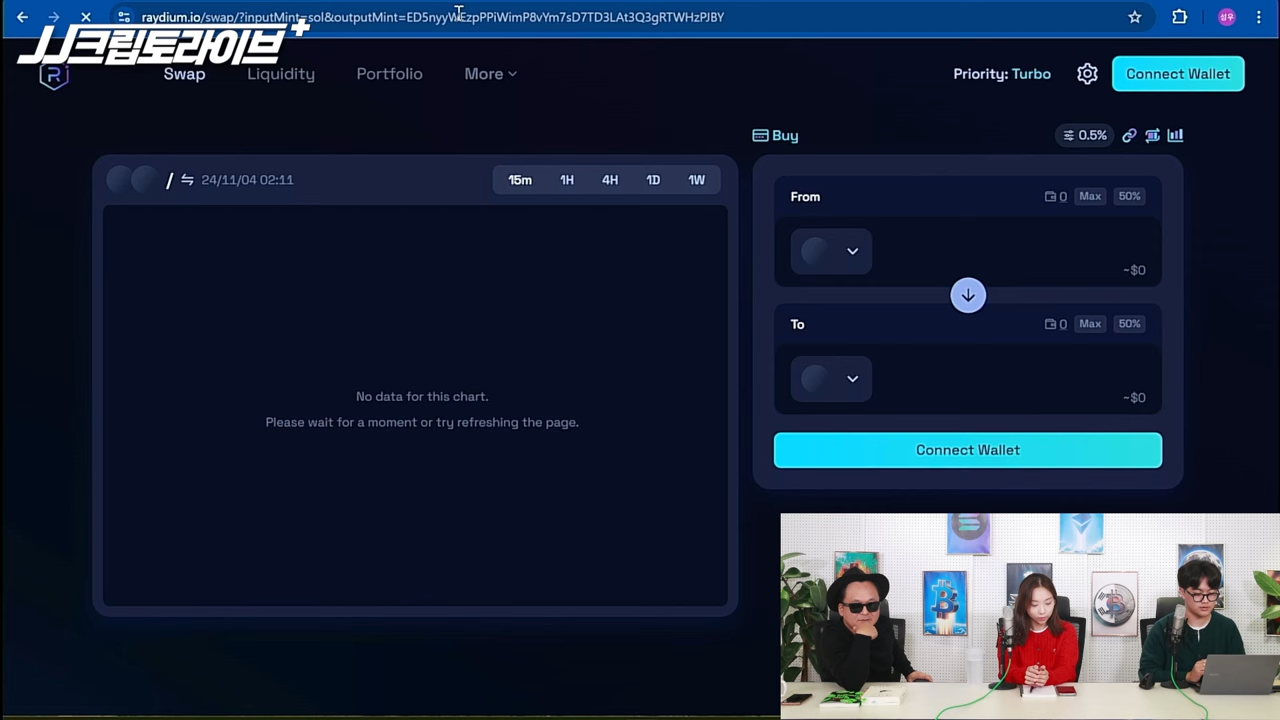 raydium.io/swap/?inputMint=sol&outputMint=ED5nyyWEzpPPiWimP8vYm7sD7TD3LAt3Q3gRTWHzPJBY
JJ크립토라이브+
Swap Liquidity Portfolio More
Priority: Turbo
Connect Wallet
Buy
0.5%
/ 24/11/04 02:11
15m 1H 4H 1D 1W
From
0 Max 50%
~$0
No data for this chart.
Please wait for a moment or try refreshing the page.
To
0 Max 50%
~$0
Connect Wallet